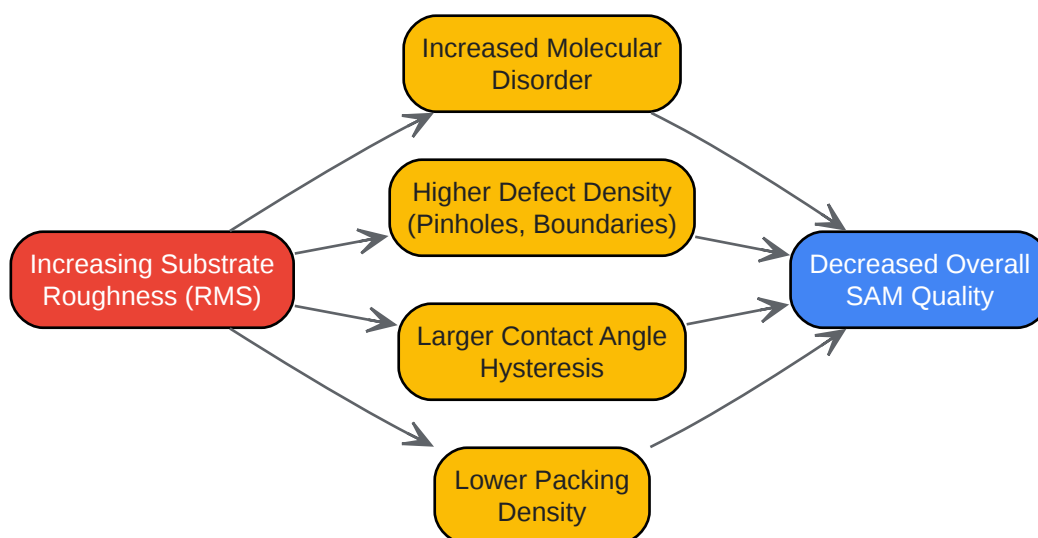 Increased Molecular
Disorder
Higher Defect Density
(Pinholes, Boundaries)
Increasing Substrate
Roughness (RMS)
Decreased Overall
SAM Quality
Larger Contact Angle
Hysteresis
Lower Packing
Density